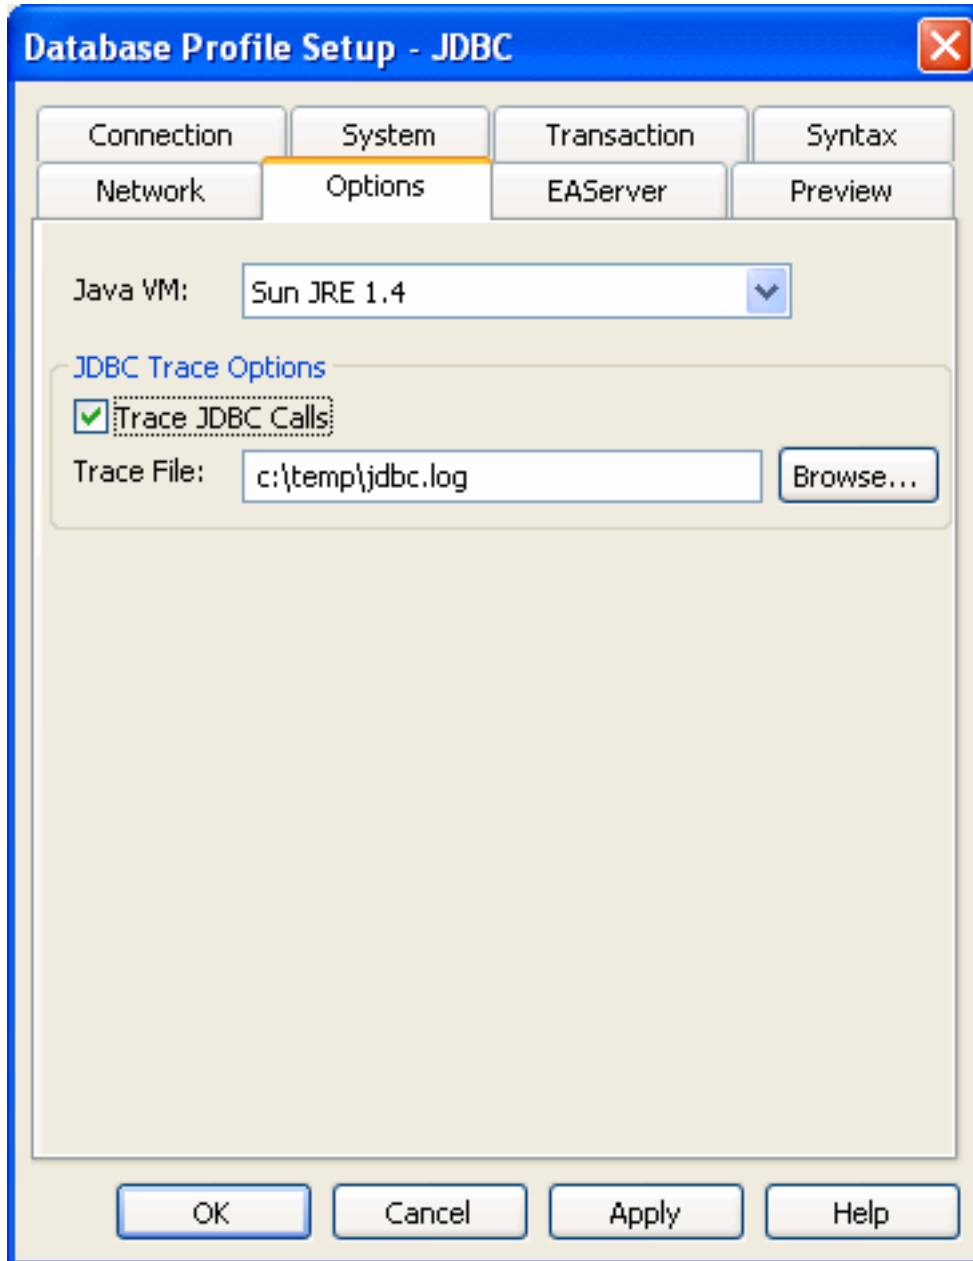 Database Profile Setup - JDBC
Connection System Transaction Syntax
Network Options EAServer Preview
Java VM: Sun JRE 1.4
JDBC Trace Options
Trace JDBC Calls
Trace File: c:\temp\jdbc.log Browse...
OK Cancel Apply Help